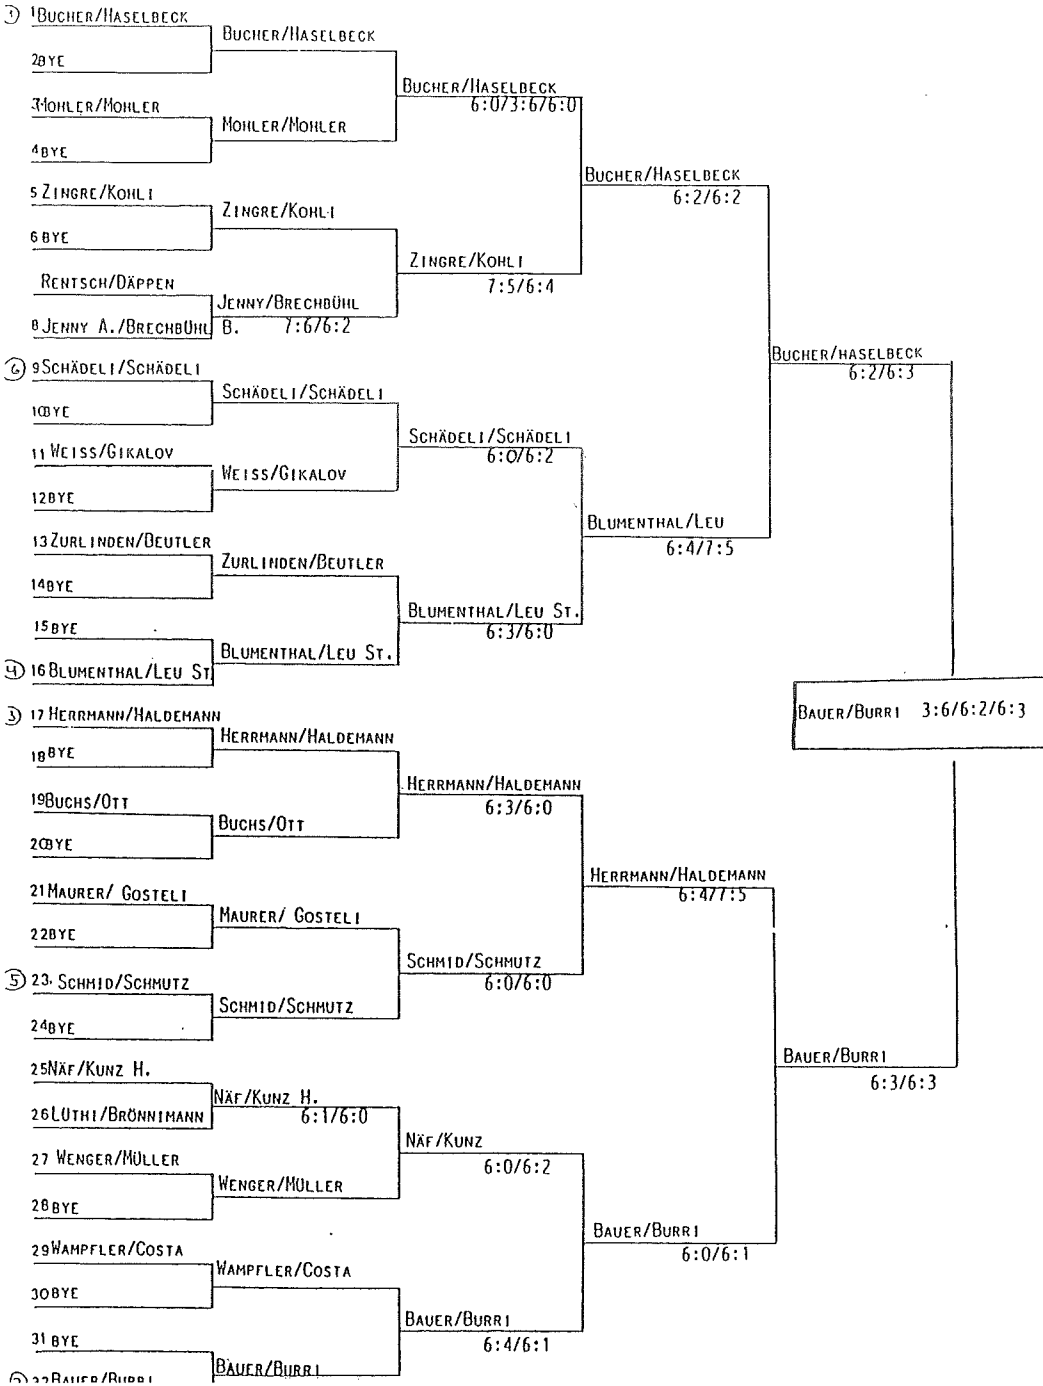 ① 1 BUCHER/HASELBECK
2 BYE
3 MOHLER/MOHLER
4 BYE
5 ZINGRE/KOHLI
6 BYE
RENTSCH/DÄPPEN
8 JENNY A./BRECHBÜHL B.
⑥ 9 SCHÄDELI/SCHÄDELI
10 BYE
11 WEISS/GIKALOV
12 BYE
13 ZURLINDEN/BEUTLER
14 BYE
15 BYE
④ 16 BLUMENTHAL/LEU ST
③ 17 HERRMANN/HALDEMANN
18 BYE
19 BUCHS/OTT
20 BYE
21 MAURER/ GOSTELI
22 BYE
⑤ 23. SCHMID/SCHMUTZ
24 BYE
25 NÄF/KUNZ H.
26 LÜTHI/BRÖNNIMANN
27 WENGER/MÜLLER
28 BYE
29 WAMPFLER/COSTA
30 BYE
31 BYE
32 BAUER/BURRI
BUCHER/HASELBECK
MOHLER/MOHLER
ZINGRE/KOHLI
JENNY/BRECHBÜHL
7:6/6:2
SCHÄDELI/SCHÄDELI
WEISS/GIKALOV
ZURLINDEN/BEUTLER
BLUMENTHAL/LEU ST.
HERRMANN/HALDEMANN
BUCHS/OTT
MAURER/ GOSTELI
SCHMID/SCHMUTZ
NÄF/KUNZ H.
6:1/6:0
WENGER/MÜLLER
WAMPFLER/COSTA
BAUER/BURRI
BUCHER/HASELBECK
6:0/3:6/6:0
ZINGRE/KOHLI
7:5/6:4
SCHÄDELI/SCHÄDELI
6:0/6:2
BLUMENTHAL/LEU ST.
6:3/6:0
HERRMANN/HALDEMANN
6:3/6:0
SCHMID/SCHMUTZ
6:0/6:0
NÄF/KUNZ
6:0/6:2
BAUER/BURRI
6:4/6:1
BUCHER/HASELBECK
6:2/6:2
BLUMENTHAL/LEU
6:4/7:5
HERRMANN/HALDEMANN
6:4/7:5
BAUER/BURRI
6:0/6:1
BUCHER/HASELBECK
6:2/6:3
BAUER/BURRI
6:3/6:3
BAUER/BURRI 3:6/6:2/6:3